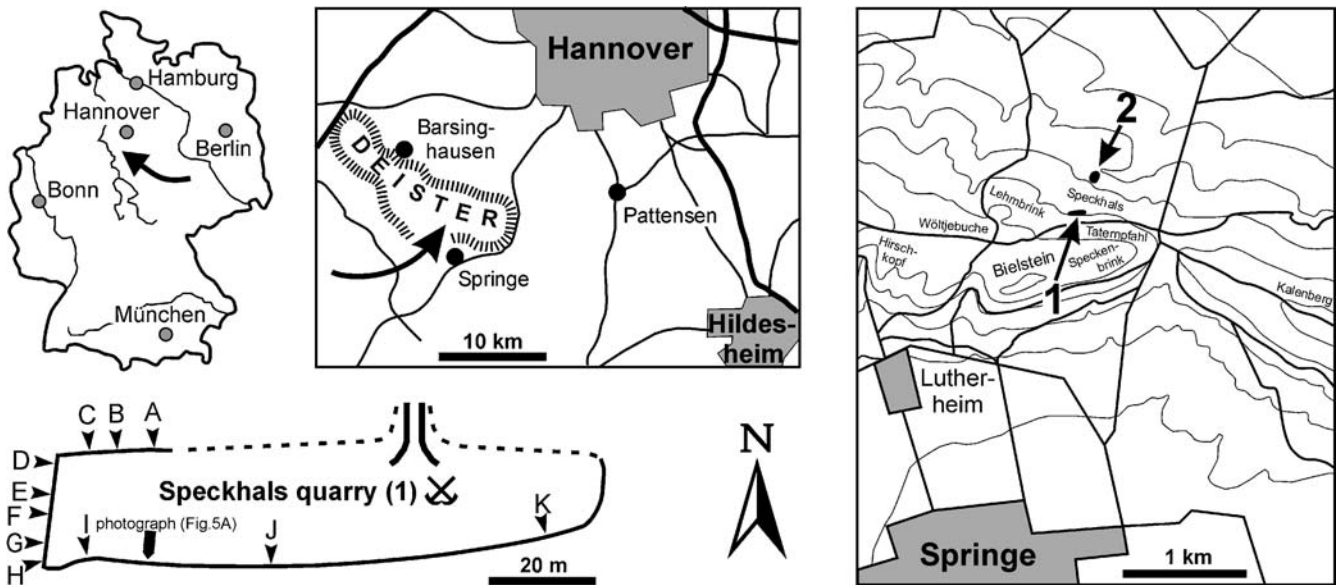 Hamburg
Hannover
Berlin
Bonn
München
Hannover
Barsing-
hausen
DEISTER
Pattensen
Springe
Hildes-
heim
10 km
2
Speckhals
Lehmbrink
Wöltjebuche
Taternpfahl
Hirsch-
kopf
Bielstein
Specken-
brink
1
Kalenberg
Luther-
heim
Springe
1 km
C B A
D
E
F
G
H
Speckhals quarry (1)
I photograph (Fig.5A)
J
K
20 m
N